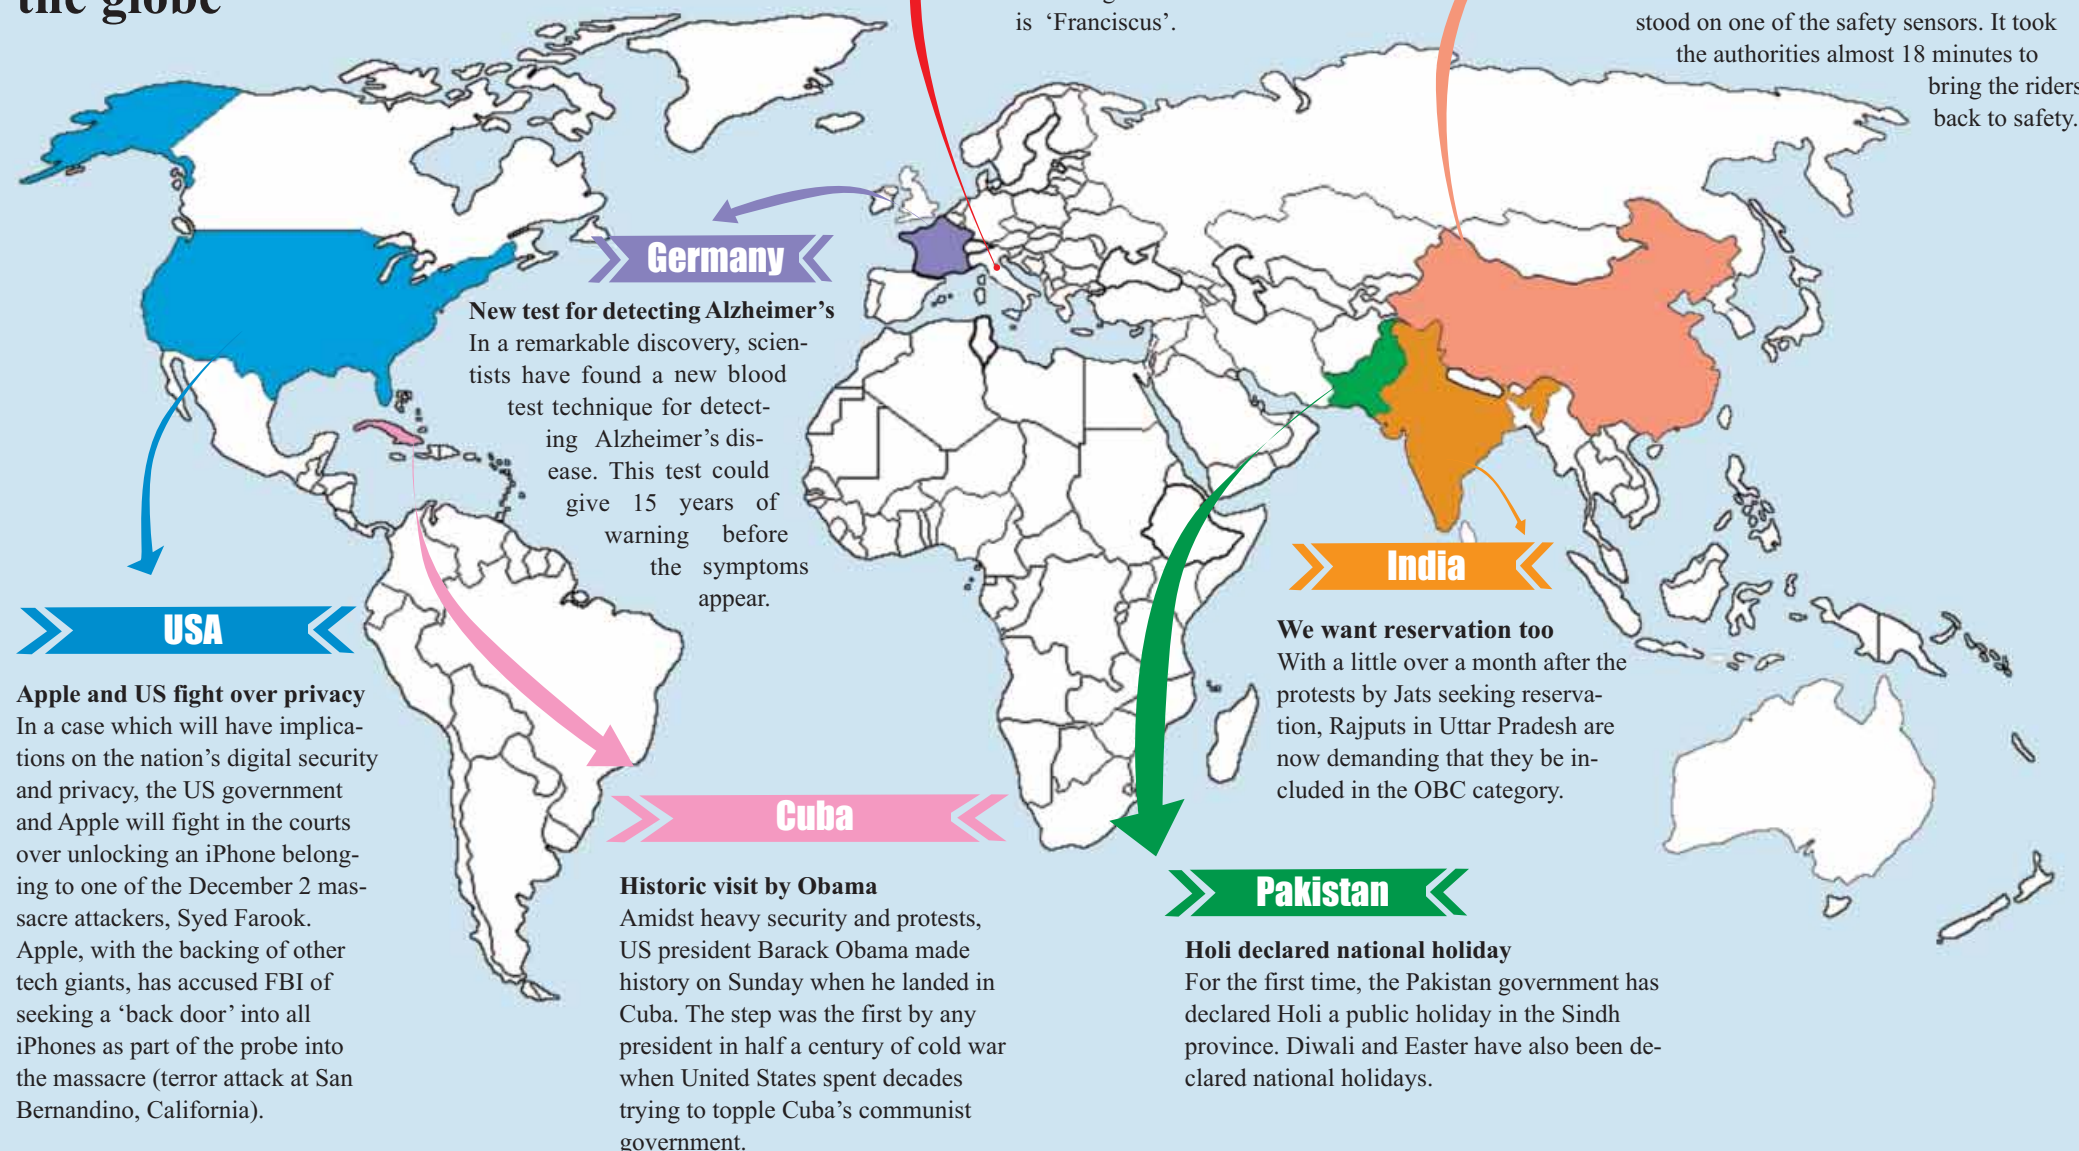 the globe
is ‘Franciscus’.
stood on one of the safety sensors. It took
the authorities almost 18 minutes to
bring the riders
back to safety.
Germany
New test for detecting Alzheimer’s
In a remarkable discovery, scien-
tists have found a new blood
test technique for detect-
ing Alzheimer’s dis-
ease. This test could
give 15 years of
warning before
the symptoms
appear.
USA
Apple and US fight over privacy
In a case which will have implica-
tions on the nation’s digital security
and privacy, the US government
and Apple will fight in the courts
over unlocking an iPhone belong-
ing to one of the December 2 mas-
sacre attackers, Syed Farook.
Apple, with the backing of other
tech giants, has accused FBI of
seeking a ‘back door’ into all
iPhones as part of the probe into
the massacre (terror attack at San
Bernandino, California).
Cuba
Historic visit by Obama
Amidst heavy security and protests,
US president Barack Obama made
history on Sunday when he landed in
Cuba. The step was the first by any
president in half a century of cold war
when United States spent decades
trying to topple Cuba’s communist
government.
India
We want reservation too
With a little over a month after the
protests by Jats seeking reserva-
tion, Rajputs in Uttar Pradesh are
now demanding that they be in-
cluded in the OBC category.
Pakistan
Holi declared national holiday
For the first time, the Pakistan government has
declared Holi a public holiday in the Sindh
province. Diwali and Easter have also been de-
clared national holidays.